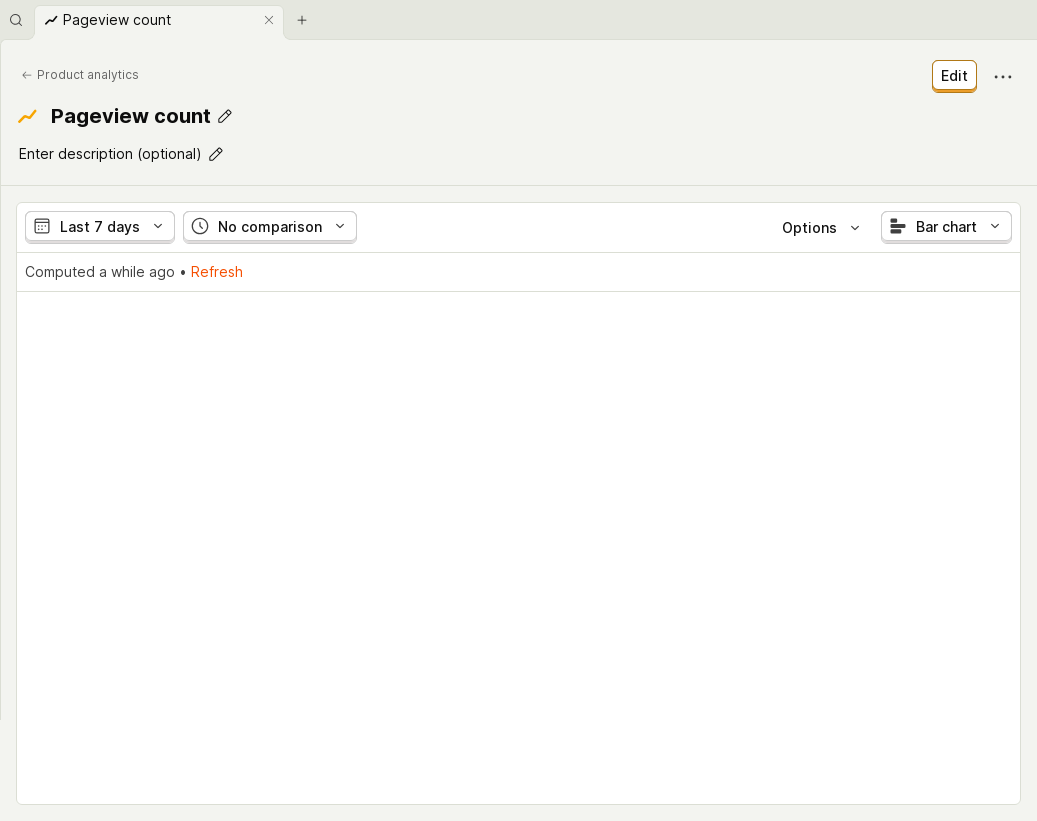 Pageview count
Product analytics
Edit
Pageview count
Enter description (optional)
Last 7 days
No comparison
Options
Bar chart
Computed a while ago • Refresh